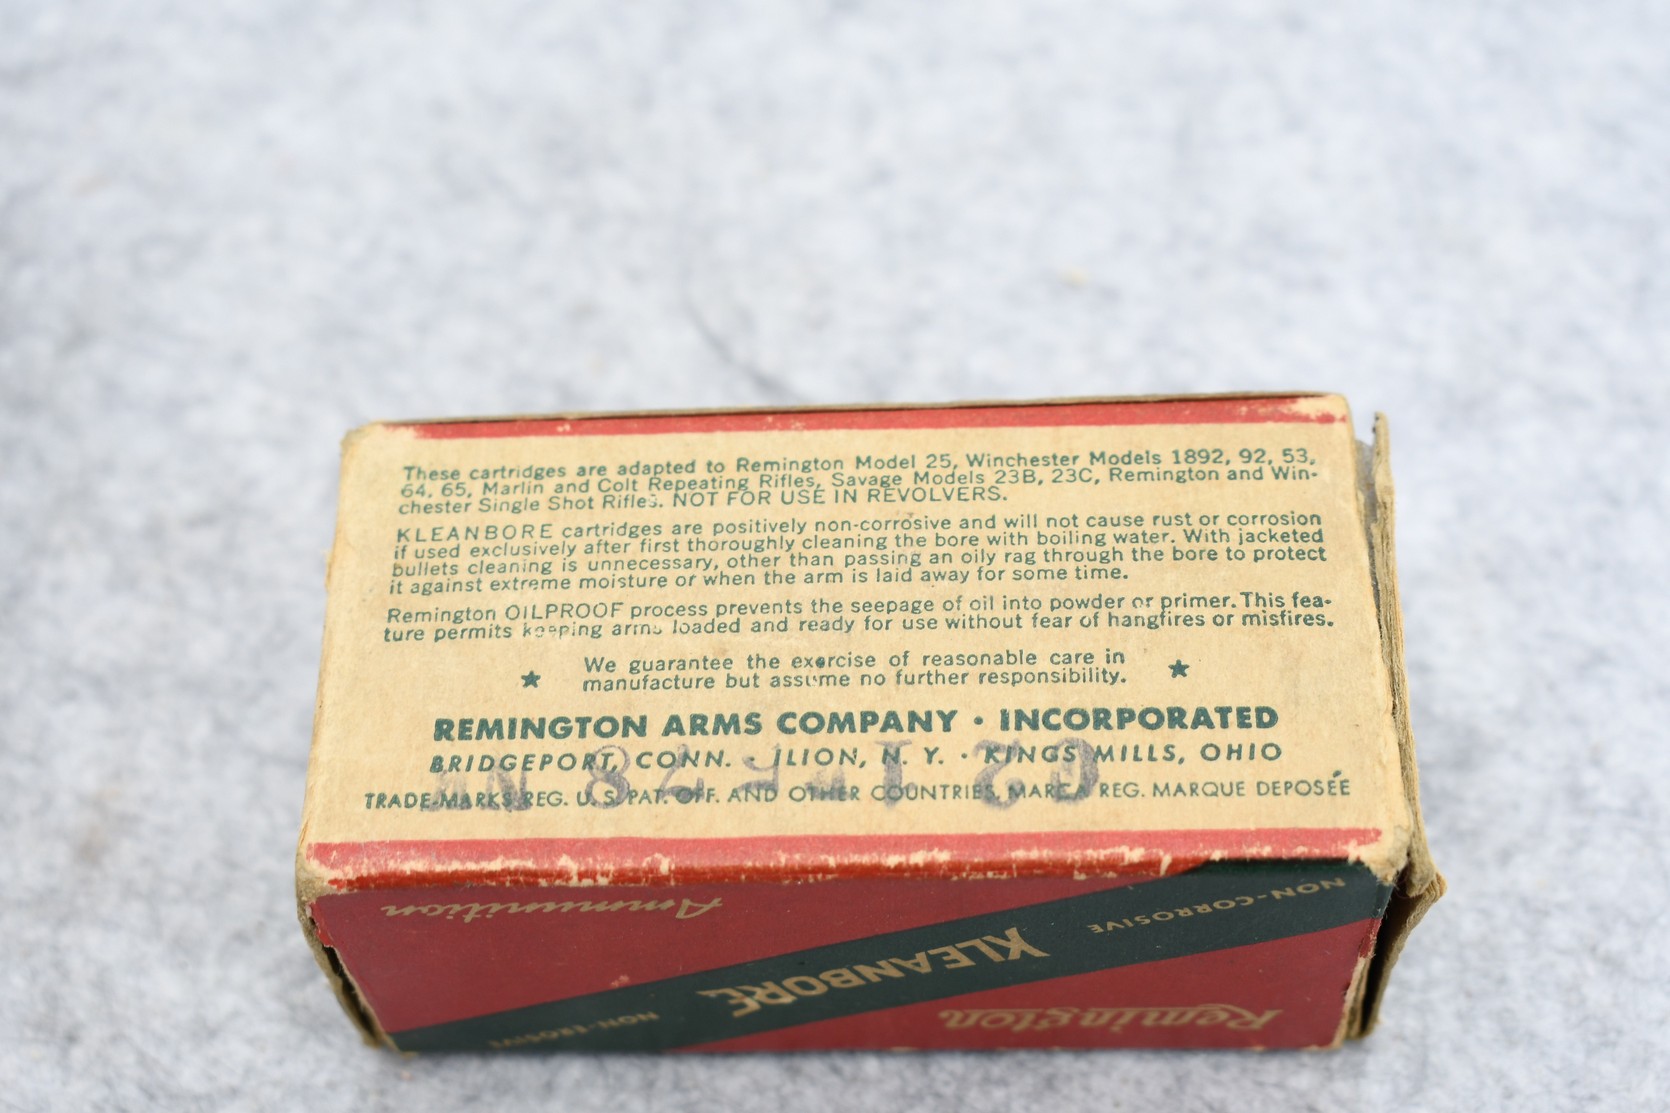 These cartridges are adapted to Remington Model 25, Winchester Models 1892, 92, 53,
64, 65, Marlin and Colt Repeating Rifles, Savage Models 23B, 23C, Remington and Win-
chester Single Shot Rifles. NOT FOR USE IN REVOLVERS.
KLEANBORE cartridges are positively non-corrosive and will not cause rust or corrosion
if used exclusively after first thoroughly cleaning the bore with boiling water. With jacketed
bullets cleaning is unnecessary, other than passing an oily rag through the bore to protect
it against extreme moisture or when the arm is laid away for some time.
Remington OILPROOF process prevents the seepage of oil into powder or primer. This fea-
ture permits keeping arms loaded and ready for use without fear of hangfires or misfires.
We guarantee the exercise of reasonable care in
manufacture but assume no further responsibility.
REMINGTON ARMS COMPANY · INCORPORATED
BRIDGEPORT, CONN. · ILION, N. Y. · KINGS MILLS, OHIO
TRADE-MARKS REG. U. S. PAT. OFF. AND OTHER COUNTRIES, MARCA REG. MARQUE DEPOSÉE
Ammunition
NON-CORROSIVE
KLEANBORE
NON-EROSIVE
Remington